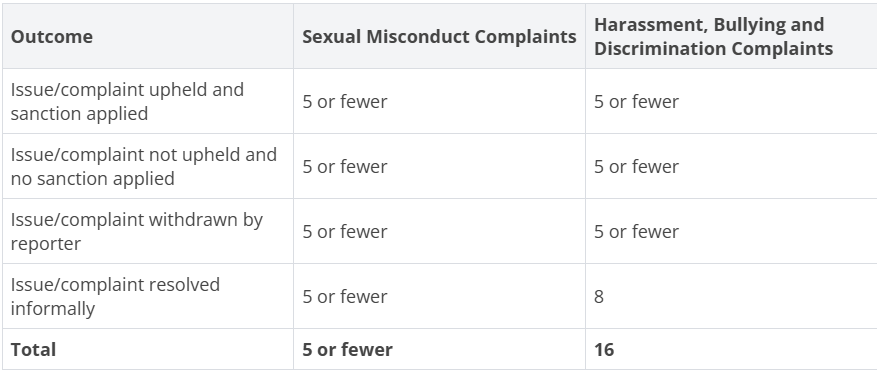 Outcome
Sexual Misconduct Complaints
Harassment, Bullying and
Discrimination Complaints
Issue/complaint upheld and
sanction applied
5 or fewer
5 or fewer
Issue/complaint not upheld and
no sanction applied
5 or fewer
5 or fewer
Issue/complaint withdrawn by
reporter
5 or fewer
5 or fewer
Issue/complaint resolved
informally
5 or fewer
8
Total
5 or fewer
16